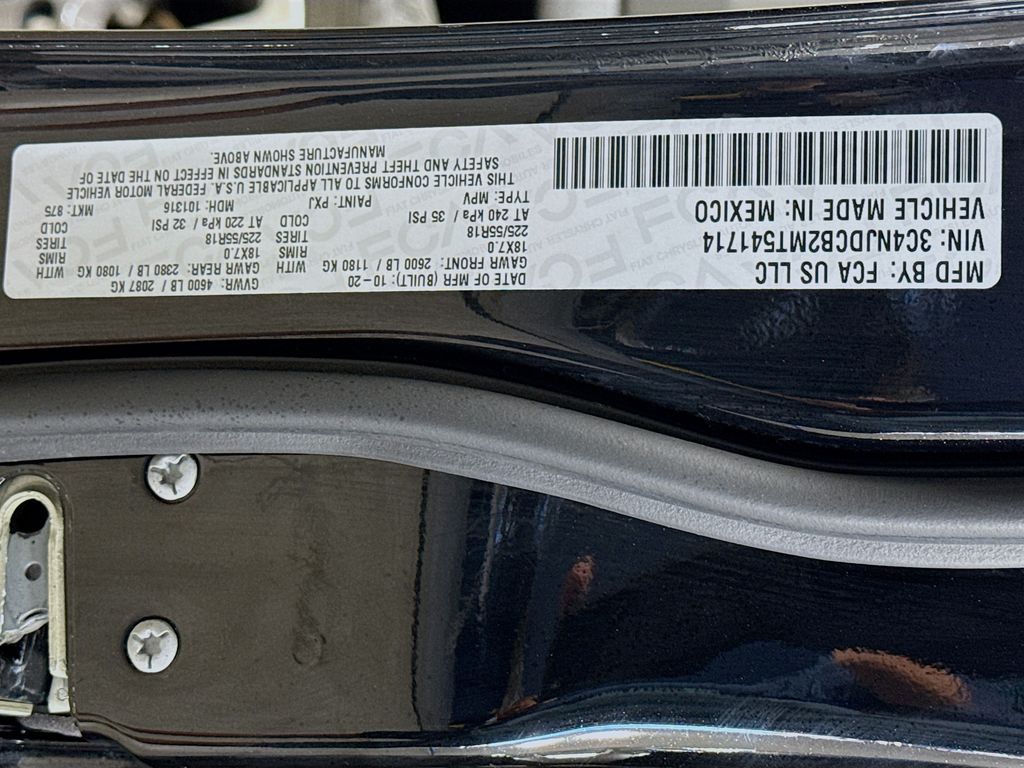 MFD BY: FCA US LLC
VIN: 3C4NJDCB2MT541714
VEHICLE MADE IN: MEXICO
DATE OF MFR (BUILT): 10-20 GVWR: 4600 LB / 2087 KG
GAWR FRONT: 2600 LB / 1180 KG WITH GAWR REAR: 2380 LB / 1080 KG WITH
18X7.0 RIMS 18X7.0 RIMS
225/55R18 TIRES 225/55R18 TIRES
AT 240 kPa / 35 PSI COLD AT 220 kPa / 32 PSI COLD
TYPE: MPV PAINT: PXJ MDH: 101316 MKT: 875
THIS VEHICLE CONFORMS TO ALL APPLICABLE U.S.A. FEDERAL MOTOR VEHICLE
SAFETY AND THEFT PREVENTION STANDARDS IN EFFECT ON THE DATE OF
MANUFACTURE SHOWN ABOVE.